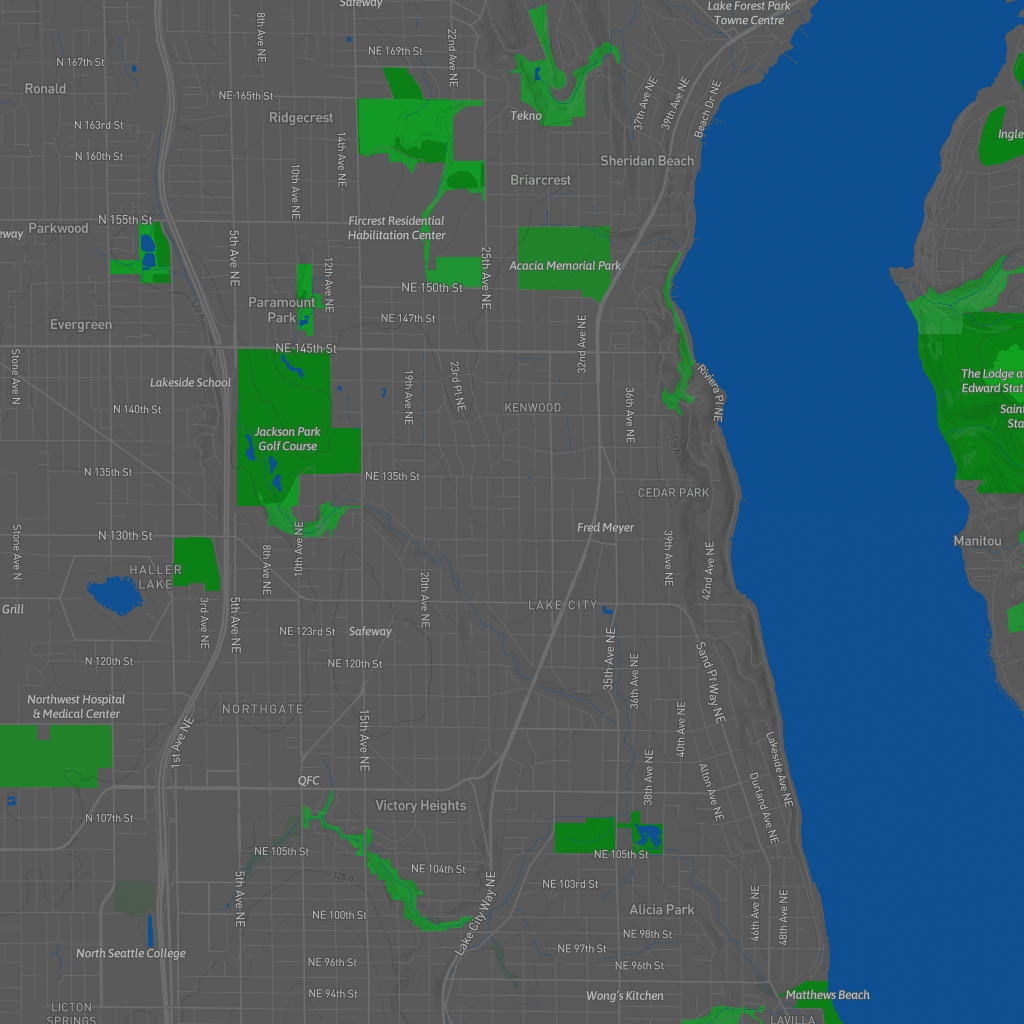 Safeway
Lake Forest Park
Towne Centre
8th Ave NE
22nd Ave NE
NE 169th St
N 167th St
Ronald
NE 165th St
37th Ave NE
39th Ave NE
Beach Dr NE
Tekno
Ridgecrest
N 163rd St
Ingle
14th Ave NE
N 160th St
Sheridan Beach
10th Ave NE
Briarcrest
N 155th St
Fircrest Residential
Habilitation Center
Parkwood
eway
5th Ave NE
25th Ave NE
Acacia Memorial Park
12th Ave NE
NE 150th St
Paramount
Park
NE 147th St
Evergreen
32nd Ave NE
NE 145th St
Stone Ave N
Lakeside School
19th Ave NE
23rd Pl NE
Riviera Pl NE
The Lodge a
Edward Stat
N 140th St
KENWOOD
36th Ave NE
Sain
Sta
Jackson Park
Golf Course
N 135th St
NE 135th St
CEDAR PARK
Fred Meyer
N 130th St
10th Ave NE
Stone Ave N
39th Ave NE
42nd Ave NE
Manitou
8th Ave NE
HALLER
LAKE
20th Ave NE
Grill
3rd Ave NE
5th Ave NE
LAKE CITY
NE 123rd St
Safeway
35th Ave NE
N 120th St
NE 120th St
36th Ave NE
Sand Pt Way NE
Northwest Hospital
& Medical Center
NORTHGATE
15th Ave NE
40th Ave NE
1st Ave NE
38th Ave NE
Alton Ave NE
Lakeside Ave NE
Durland Ave NE
QFC
Victory Heights
N 107th St
NE 105th St
NE 105th St
NE 104th St
328 ft
NE 103rd St
5th Ave NE
Lake City Way NE
46th Ave NE
48th Ave NE
NE 100th St
Alicia Park
NE 98th St
NE 97th St
North Seattle College
NE 96th St
NE 96th St
NE 94th St
Wong's Kitchen
Matthews Beach
LICTON
SPRINGS
LAVILLA